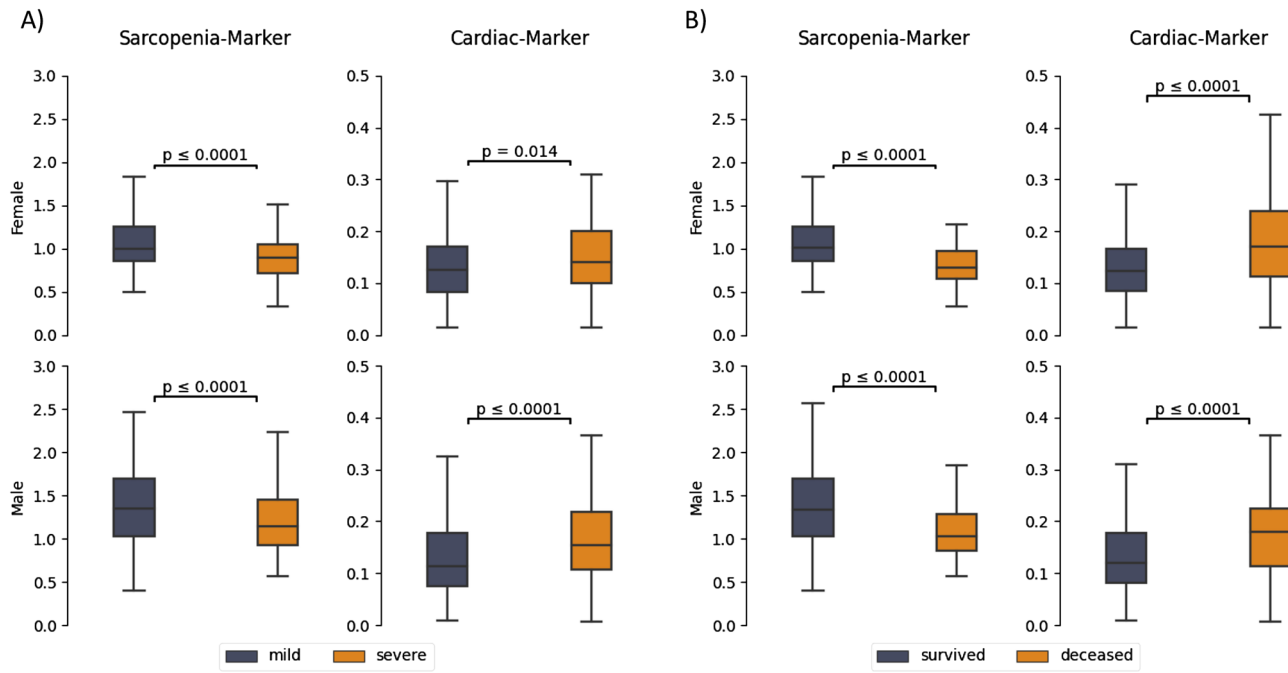 A)
Sarcopenia-Marker
Cardiac-Marker
Female
3.0
2.5
2.0
1.5
1.0
0.5
0.0
p ≤ 0.0001
0.5
0.4
0.3
0.2
0.1
0.0
p = 0.014
Male
3.0
2.5
2.0
1.5
1.0
0.5
0.0
p ≤ 0.0001
0.5
0.4
0.3
0.2
0.1
0.0
p ≤ 0.0001
mild severe
B)
Sarcopenia-Marker
Cardiac-Marker
Female
3.0
2.5
2.0
1.5
1.0
0.5
0.0
p ≤ 0.0001
0.5
0.4
0.3
0.2
0.1
0.0
p ≤ 0.0001
Male
3.0
2.5
2.0
1.5
1.0
0.5
0.0
p ≤ 0.0001
0.5
0.4
0.3
0.2
0.1
0.0
p ≤ 0.0001
survived deceased